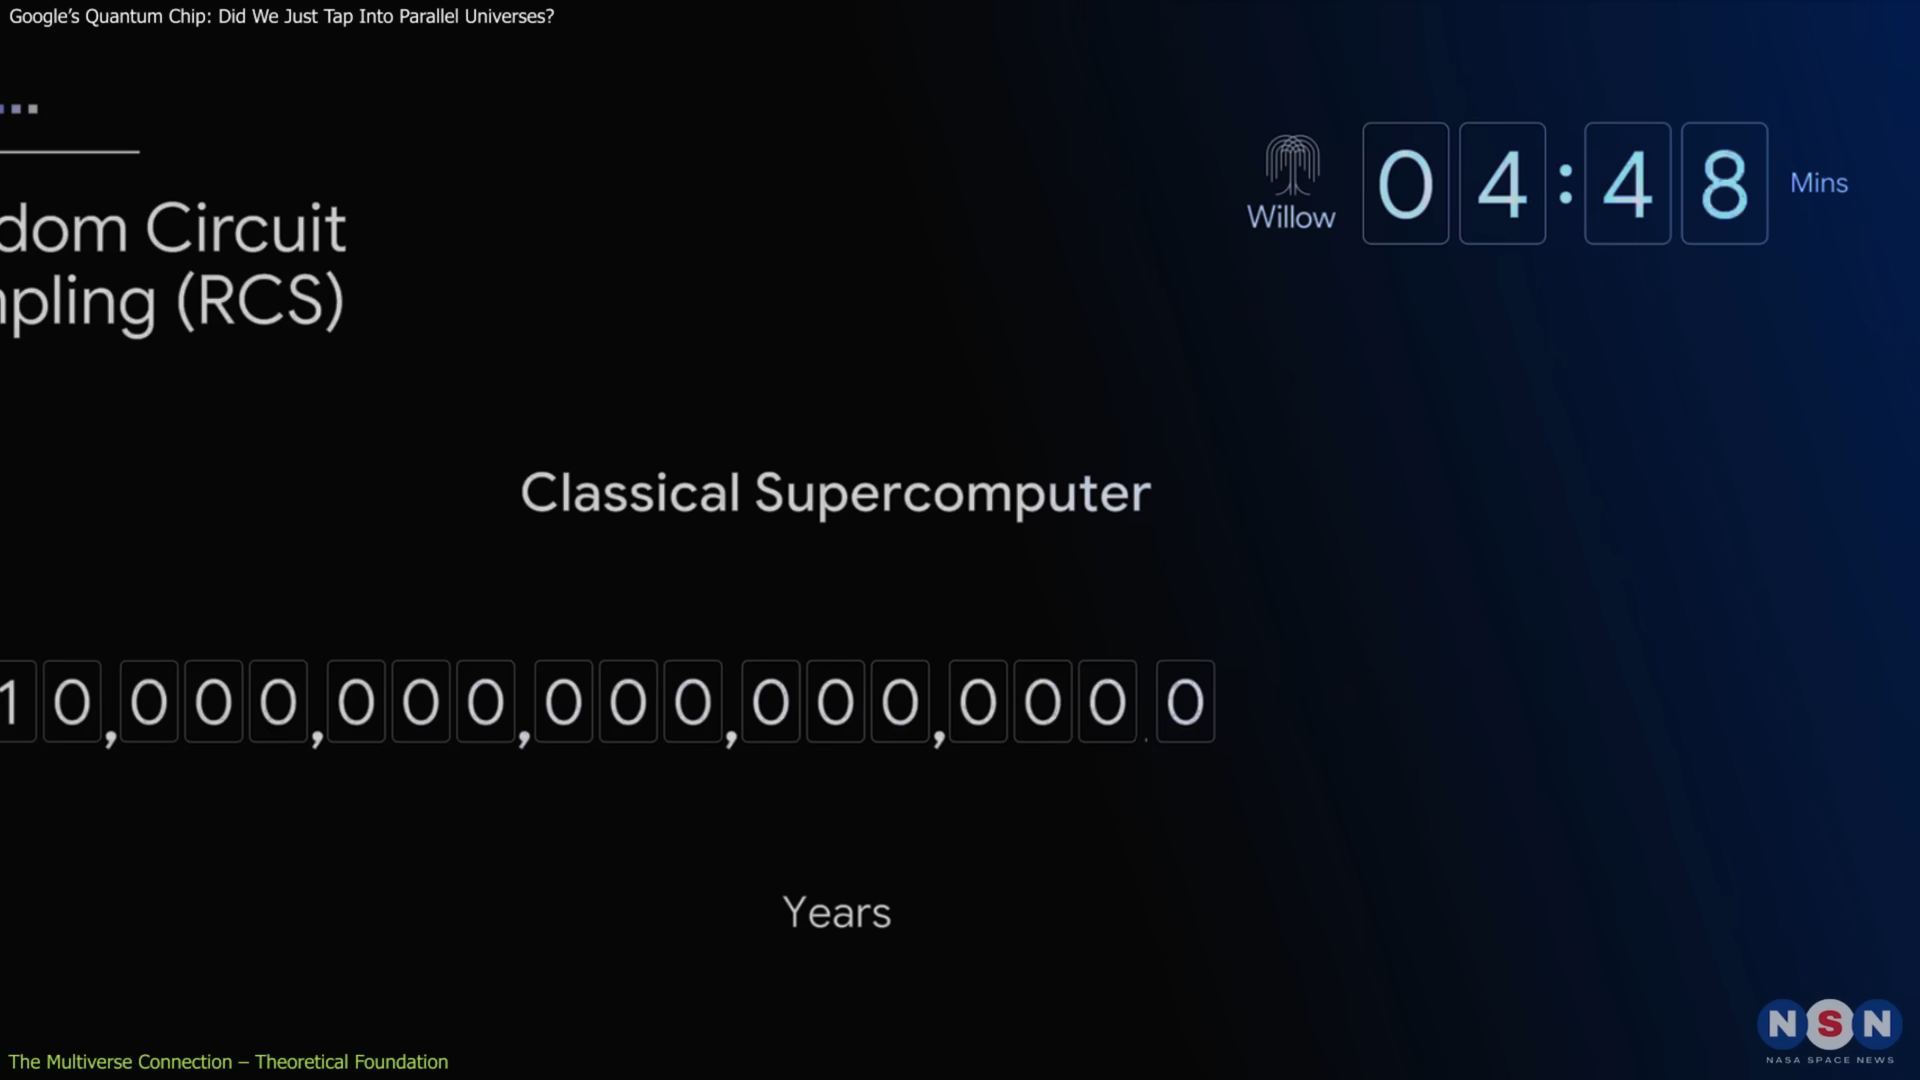 Google’s Quantum Chip: Did We Just Tap Into Parallel Universes?
dom Circuit
pling (RCS)
Willow
04:48 Mins
Classical Supercomputer
10,000,000,000,000,000,000.0
Years
The Multiverse Connection – Theoretical Foundation
NSN
NASA SPACE NEWS